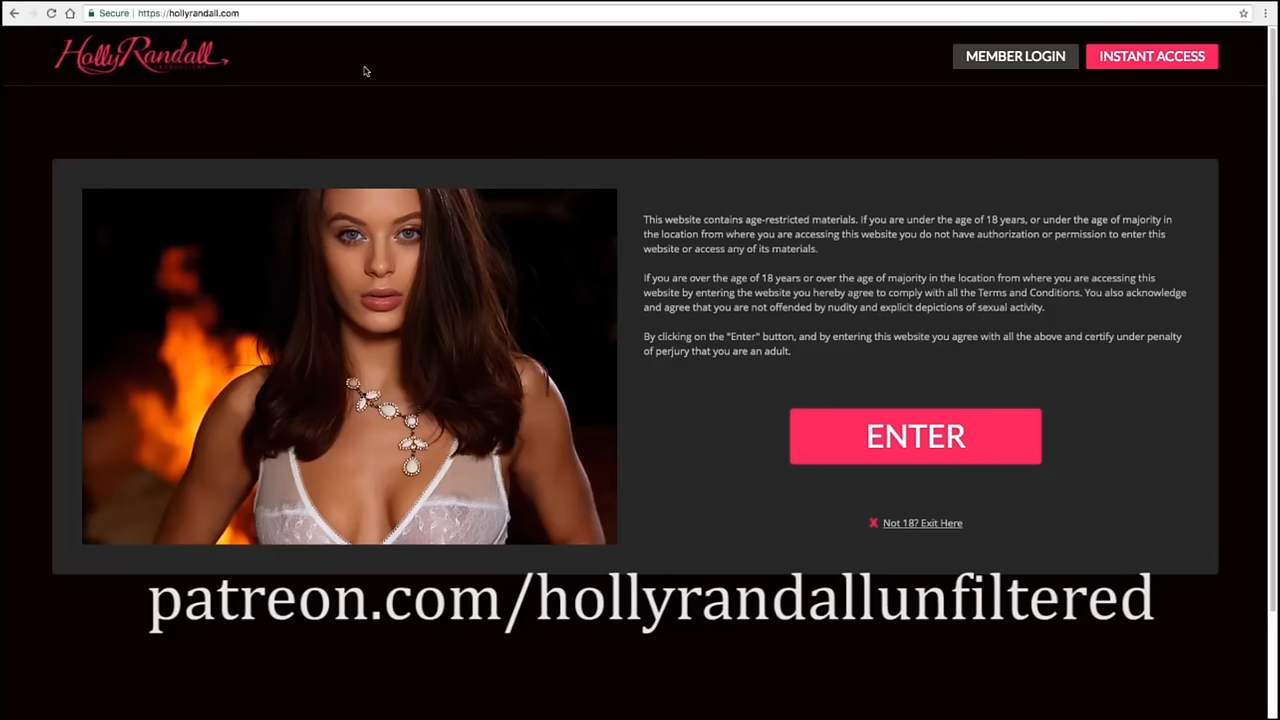 Secure
https://hollyrandall.com
HollyRandall
MEMBER LOGIN
INSTANT ACCESS
This website contains age-restricted materials. If you are under the age of 18 years, or under the age of majority in
the location from where you are accessing this website you do not have authorization or permission to enter this
website or access any of its materials.
If you are over the age of 18 years or over the age of majority in the location from where you are accessing this
website by entering the website you hereby agree to comply with all the Terms and Conditions. You also acknowledge
and agree that you are not offended by nudity and explicit depictions of sexual activity.
By clicking on the "Enter" button, and by entering this website you agree with all the above and certify under penalty
of perjury that you are an adult.
ENTER
X Not 18? Exit Here
patreon.com/hollyrandallunfiltered